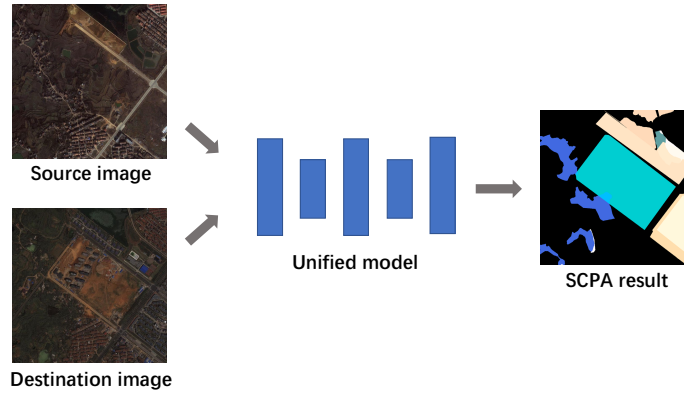 Source image
Destination image
Unified model
SCPA result